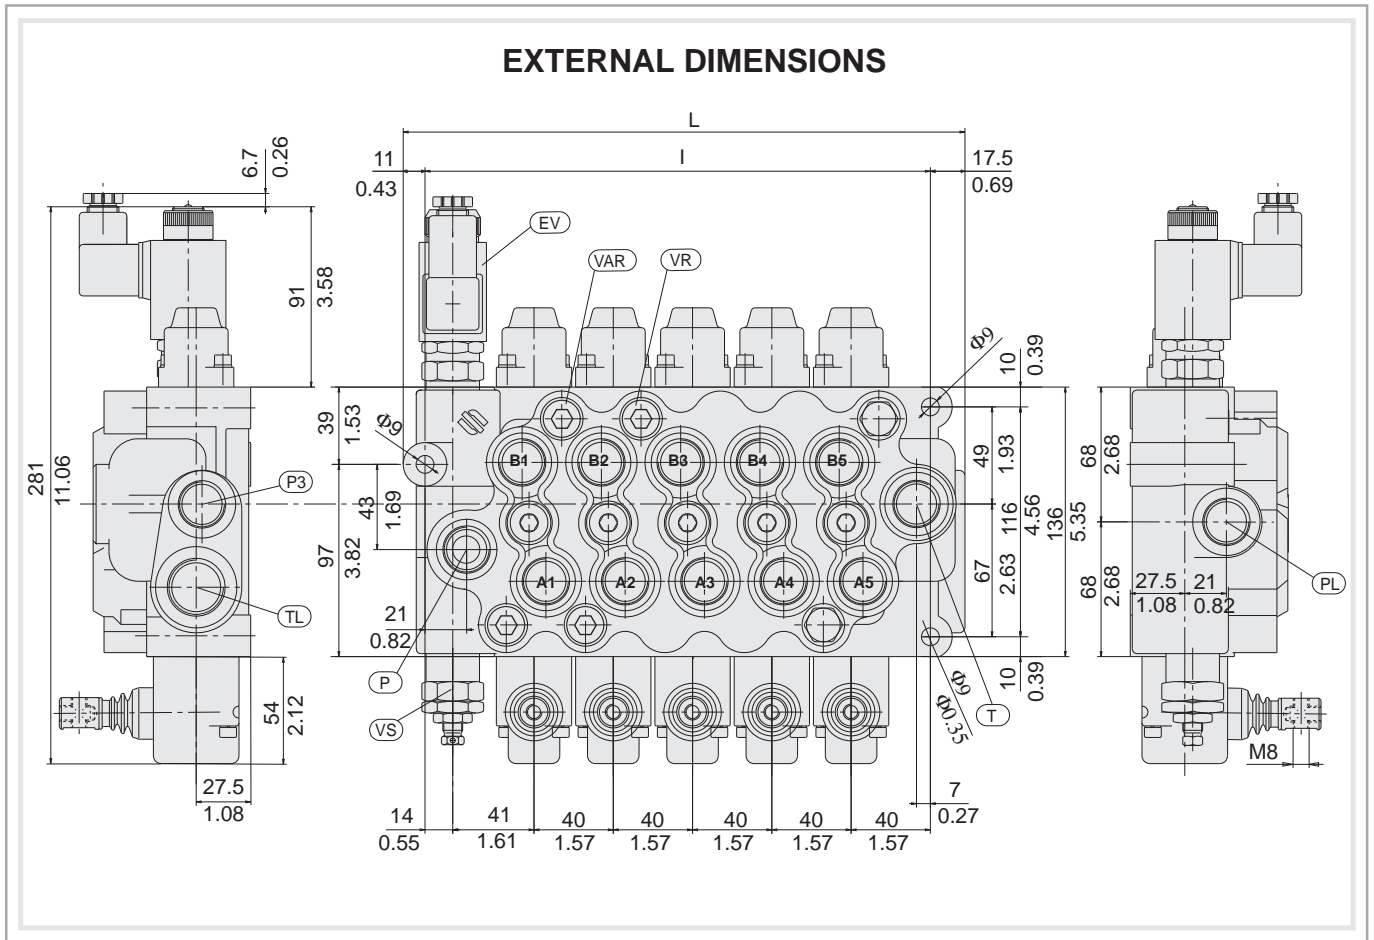 EXTERNAL DIMENSIONS
L
I
11
0.43
17.5
0.69
6.7
0.26
EV
VAR
VR
91
3.58
Φ9
10
0.39
281
11.06
39
1.53
Φ9
B1
B2
B3
B4
B5
49
1.93
68
2.68
P3
43
1.69
116
4.56
136
5.35
97
3.82
A1
A2
A3
A4
A5
67
2.63
68
2.68
27.5
1.08
21
0.82
PL
TL
21
0.82
P
VS
10
0.39
Φ9
Φ0.35
T
54
2.12
M8
27.5
1.08
7
0.27
14
0.55
41
1.61
40
1.57
40
1.57
40
1.57
40
1.57
40
1.57